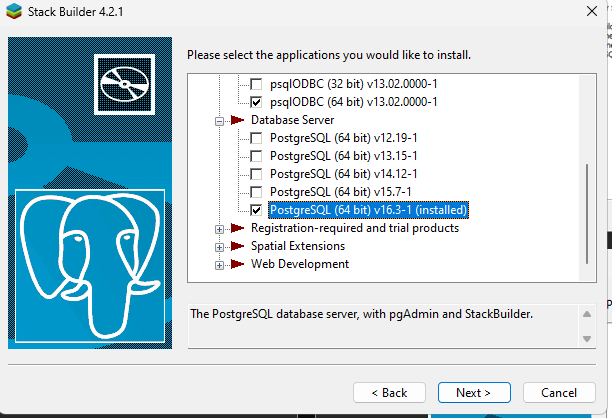 Stack Builder 4.2.1
Please select the applications you would like to install.
psqlODBC (32 bit) v13.02.0000-1
psqlODBC (64 bit) v13.02.0000-1
Database Server
PostgreSQL (64 bit) v12.19-1
PostgreSQL (64 bit) v13.15-1
PostgreSQL (64 bit) v14.12-1
PostgreSQL (64 bit) v15.7-1
PostgreSQL (64 bit) v16.3-1 (installed)
Registration-required and trial products
Spatial Extensions
Web Development
The PostgreSQL database server, with pgAdmin and StackBuilder.
< Back
Next >
Cancel